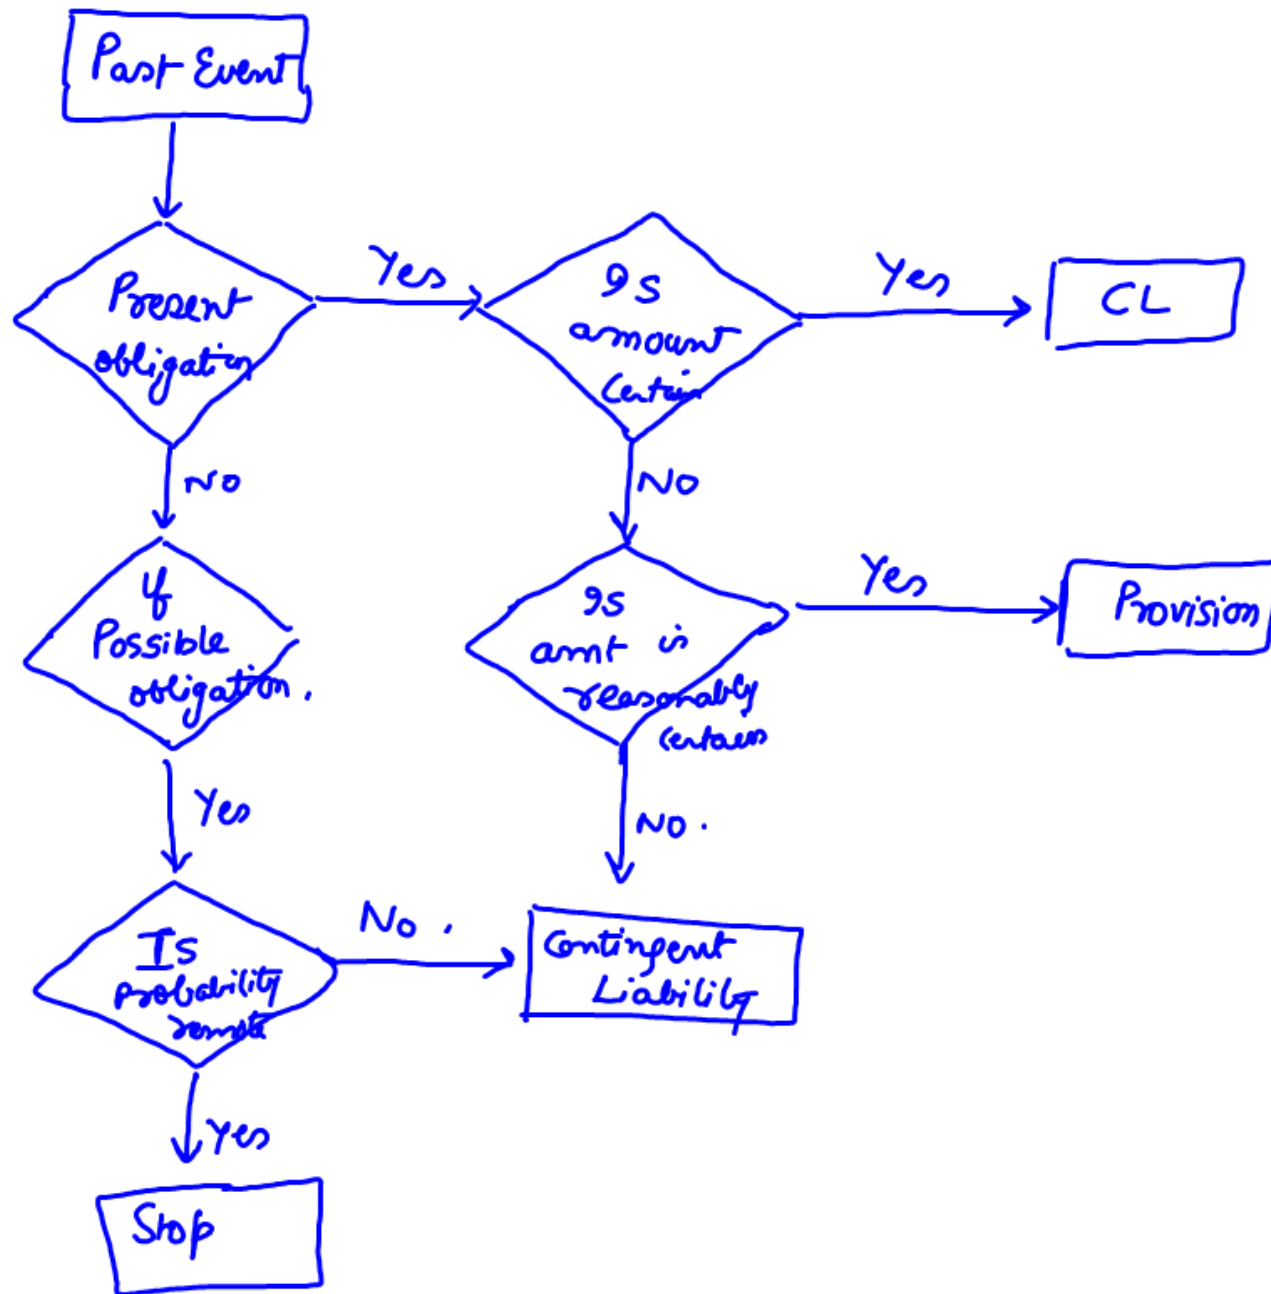 Past Event
Present
obligation
Yes
Is
amount
Certain
Yes
CL
No
No
If
Possible
obligation.
Is
amt is
reasonably
certain
Yes
Provision
Yes
No.
Is
probability
remote
No.
Contingent
Liability
Yes
Stop